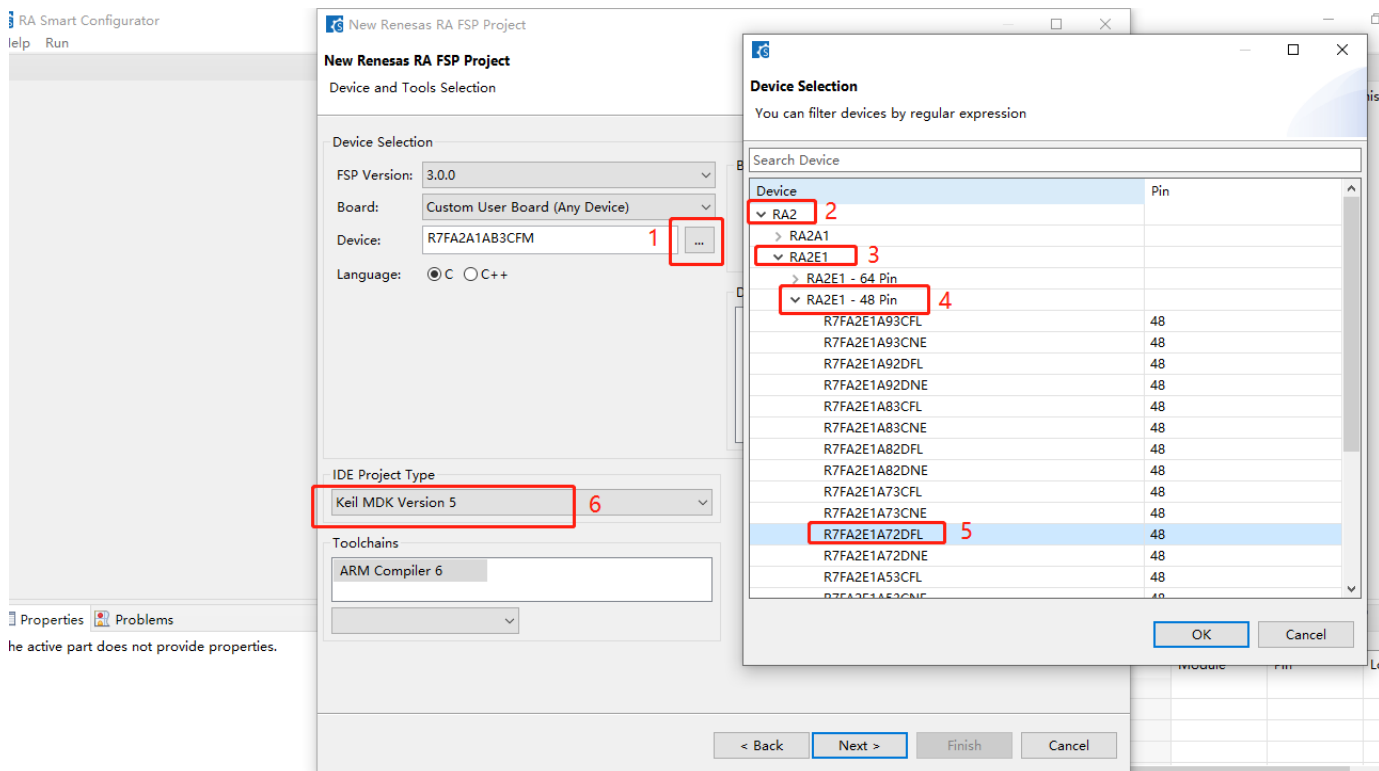 RA Smart Configurator
Help Run
Properties Problems
he active part does not provide properties.
New Renesas RA FSP Project
New Renesas RA FSP Project
Device and Tools Selection
Device Selection
FSP Version: 3.0.0
Board: Custom User Board (Any Device)
Device: R7FA2A1AB3CFM 1 ...
Language: C C++
IDE Project Type
Keil MDK Version 5 6
Toolchains
ARM Compiler 6
< Back Next > Finish Cancel
Device Selection
You can filter devices by regular expression
Search Device
Device Pin
RA2 2
RA2A1
RA2E1 3
RA2E1 - 64 Pin
RA2E1 - 48 Pin 4
R7FA2E1A93CFL 48
R7FA2E1A93CNE 48
R7FA2E1A92DFL 48
R7FA2E1A92DNE 48
R7FA2E1A83CFL 48
R7FA2E1A83CNE 48
R7FA2E1A82DFL 48
R7FA2E1A82DNE 48
R7FA2E1A73CFL 48
R7FA2E1A73CNE 48
R7FA2E1A72DFL 5 48
R7FA2E1A72DNE 48
R7FA2E1A53CFL 48
R7FA2E1A53CNE 48
OK Cancel
Module Pin